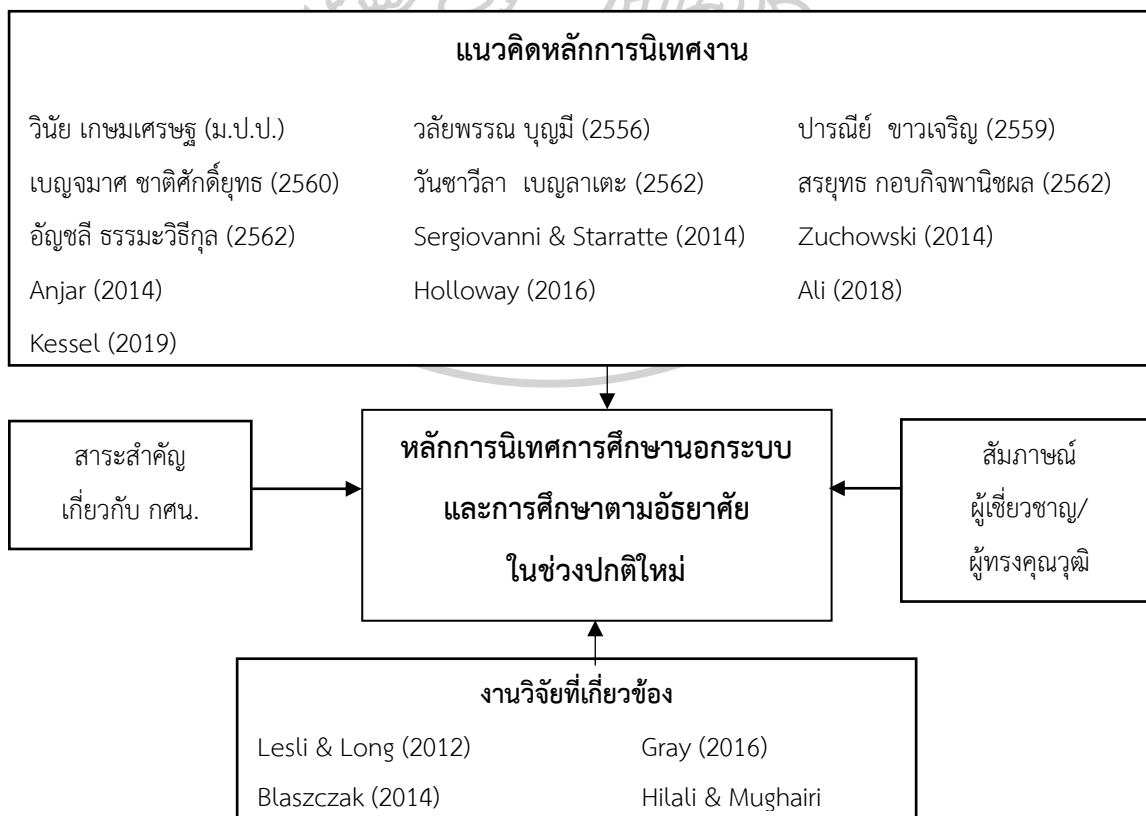 แนวคิดหลักการนิเทศงาน
วินัย เกษมเศรษฐ (ม.ป.ป.) วลัยพรรณ บุญมี (2556) ปารณีย์ ขาวเจริญ (2559)
เบญจมาศ ชาติศักดิ์ยุทธ (2560) วันซาวีลา เบญลาเตะ (2562) สรยุทธ กอบกิจพานิชผล (2562)
อัญชลี ธรรมะวิธีกุล (2562) Sergiovanni & Starratte (2014) Zuchowski (2014)
Anjar (2014) Holloway (2016) Ali (2018)
Kessel (2019)
สาระสำคัญ
เกี่ยวกับ กศน.
หลักการนิเทศการศึกษานอกระบบ
และการศึกษาตามอัธยาศัย
ในช่วงปกติใหม่
สัมภาษณ์
ผู้เชี่ยวชาญ/
ผู้ทรงคุณวุฒิ
งานวิจัยที่เกี่ยวข้อง
Lesli & Long (2012) Gray (2016)
Blaszczak (2014) Hilali & Mughairi